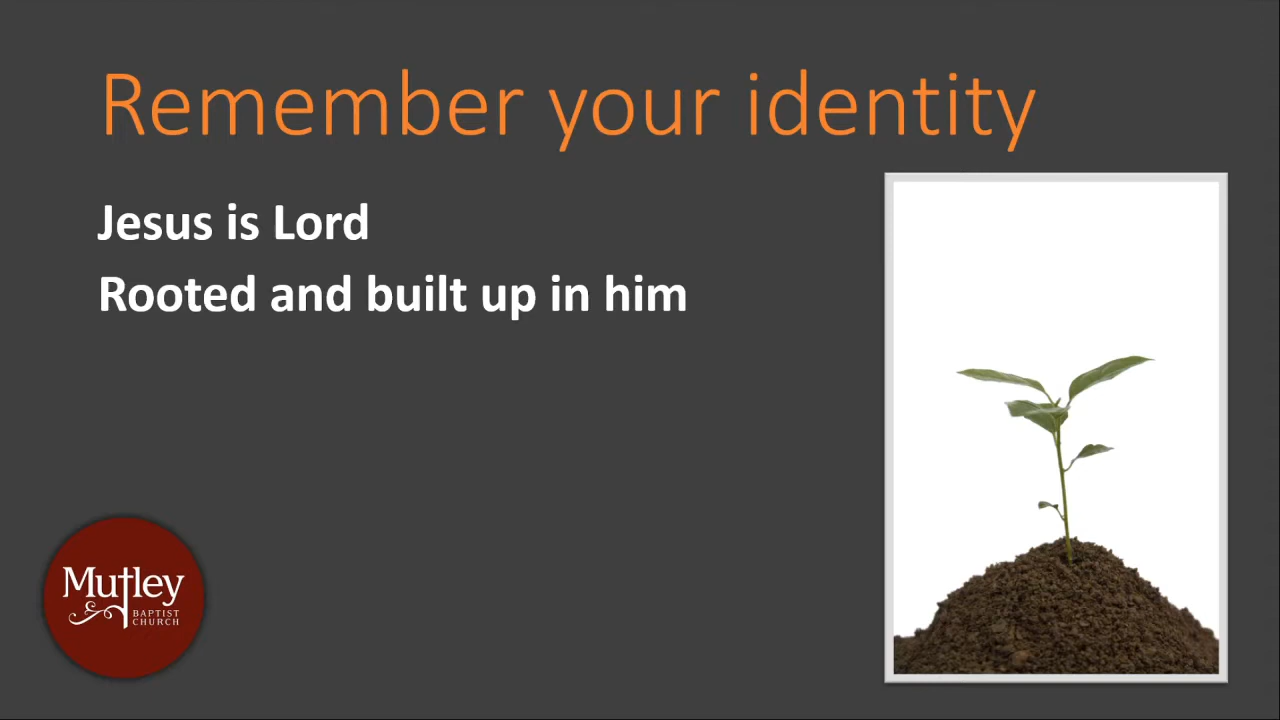 Remember your identity
Jesus is Lord
Rooted and built up in him
Mutley
BAPTIST
CHURCH